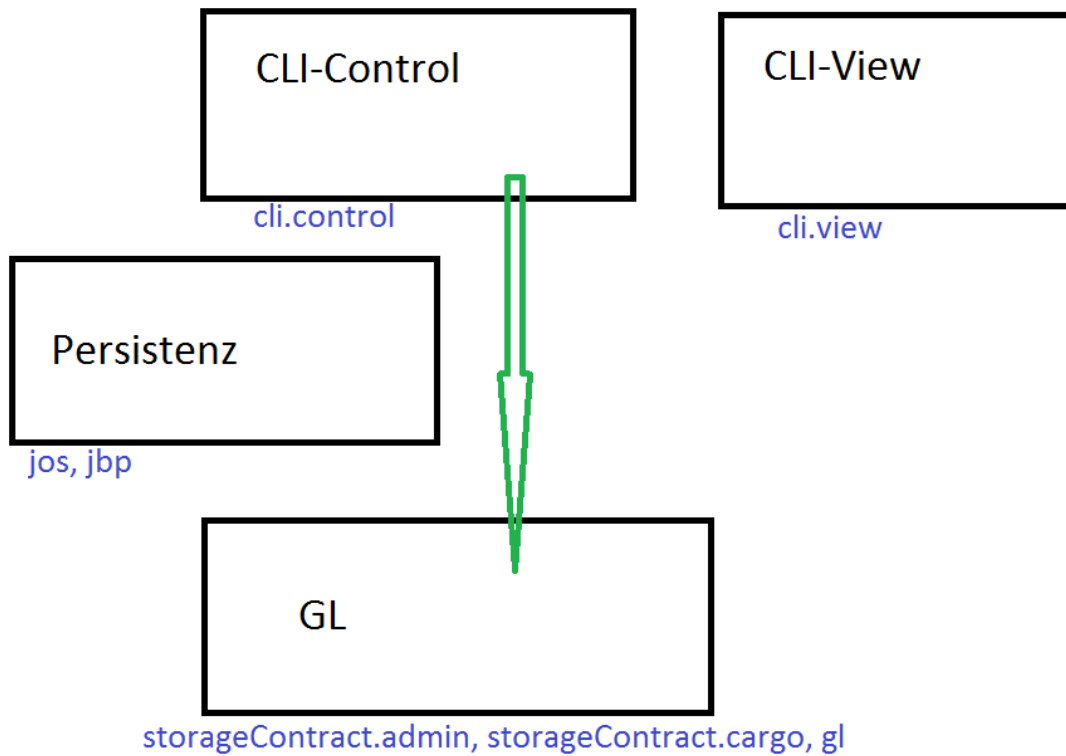 CLI-Control
CLI-View
cli.control
cli.view
Persistenz
jos, jbp
GL
storageContract.admin, storageContract.cargo, gl